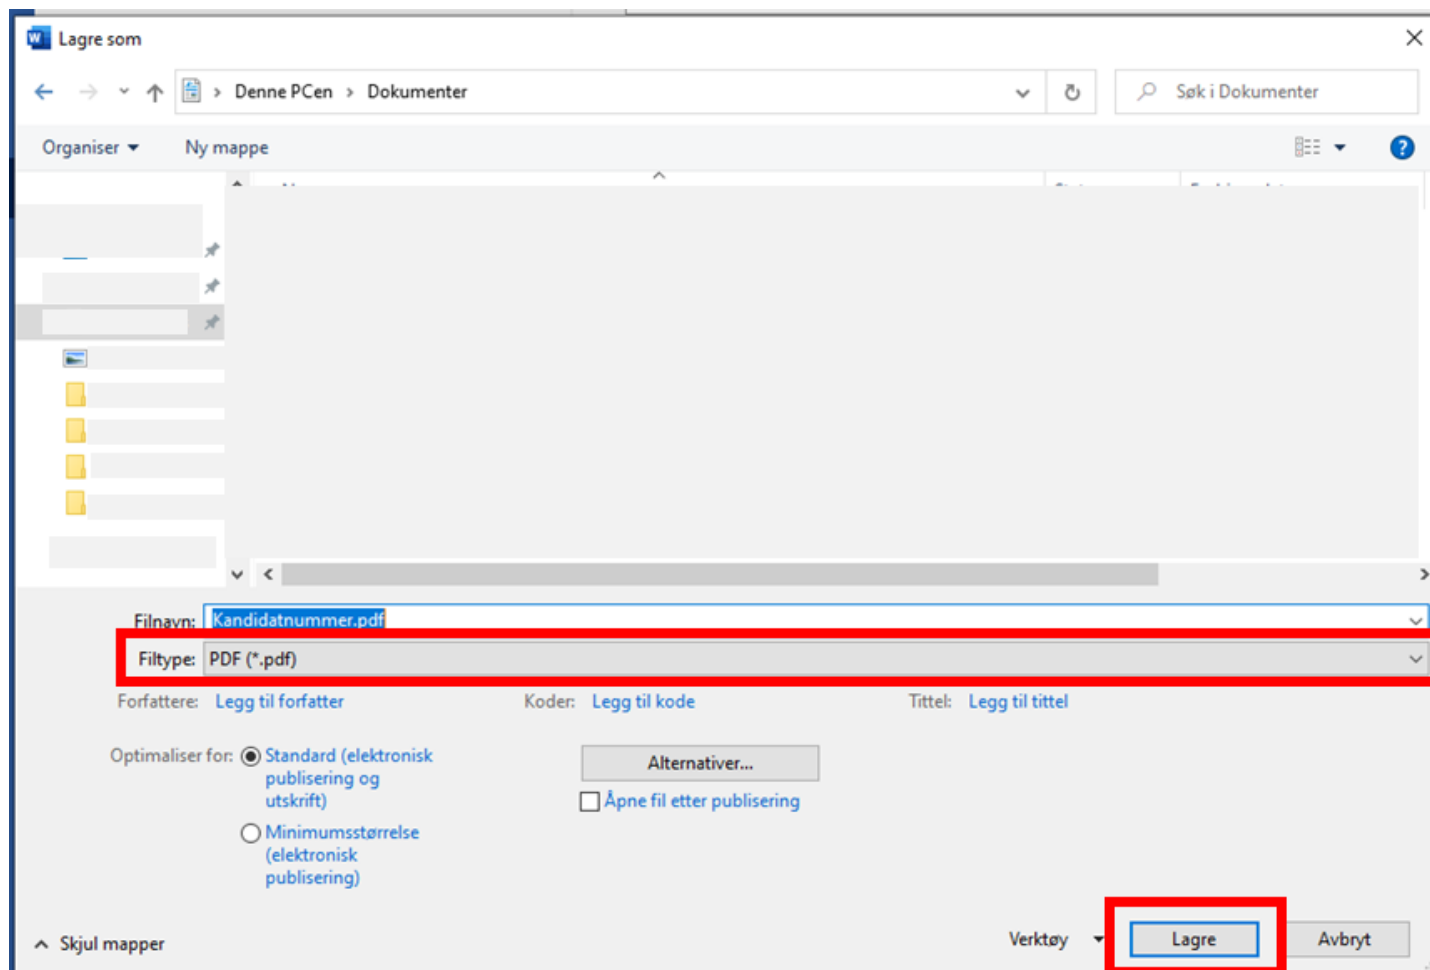 Lagre som
Denne PCen > Dokumenter
Søk i Dokumenter
Organiser
Ny mappe
Filnavn: Kandidatnummer.pdf
Filtype: PDF (*.pdf)
Forfattere: Legg til forfatter
Koder: Legg til kode
Tittel: Legg til tittel
Optimaliser for:
Standard (elektronisk
publisering og
utskrift)
Minimumsstørrelse
(elektronisk
publisering)
Alternativer...
Åpne fil etter publisering
Skjul mapper
Verktøy
Lagre
Avbryt